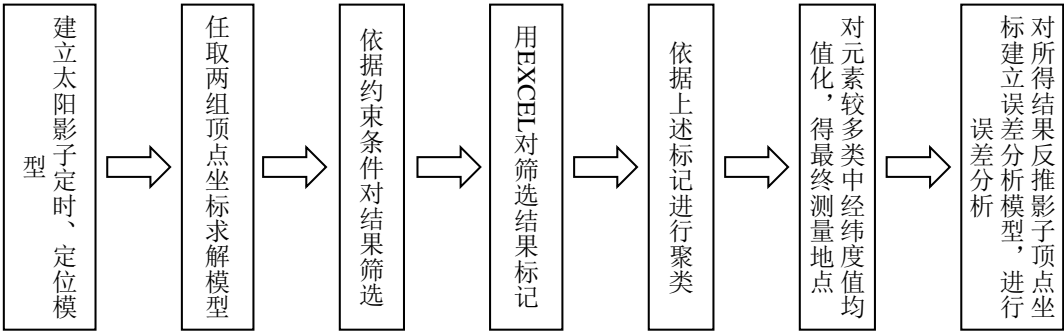 建立太阳影子定时、定位模
型
任取两组顶点坐标求解模型
依据约束条件对结果筛选
用EXCEL对筛选结果标记
依据上述标记进行聚类
对元素较多类中经纬度值均
值化，得最终测量地点
对所得结果反推影子顶点坐
标建立误差分析模型，进行
误差分析